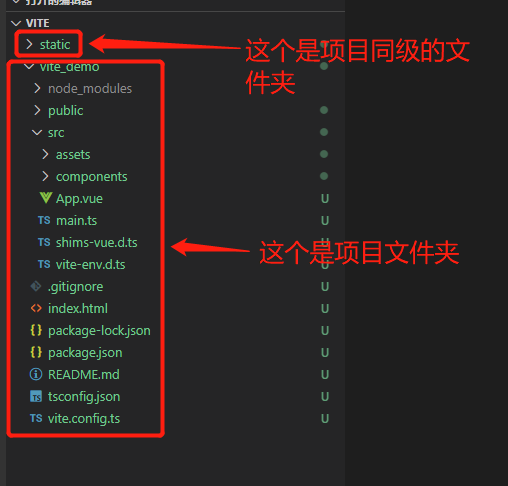 打开的编辑器
VITE
static
这个是项目同级的文
件夹
vite_demo
node_modules
public
src
assets
components
App.vue U
TS main.ts U
TS shims-vue.d.ts U
这个是项目文件夹
TS vite-env.d.ts U
.gitignore U
index.html U
{} package-lock.json U
{} package.json U
README.md U
TS tsconfig.json U
TS vite.config.ts U